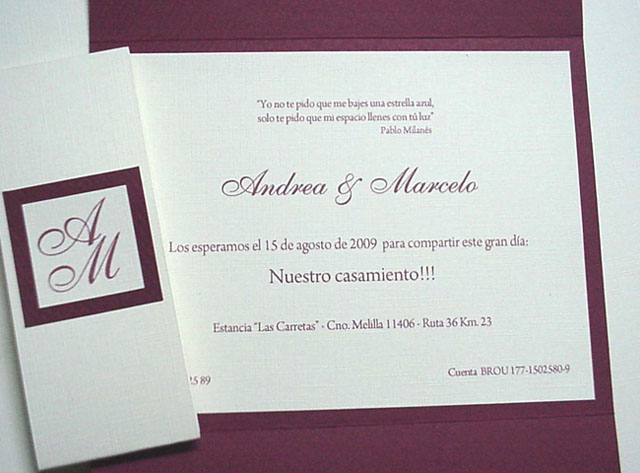 "Yo no te pido que me bajes una estrella azul,
solo te pido que mi espacio llenes con tú luz"
Pablo Milanés
Andrea & Marcelo
A
M
Los esperamos el 15 de agosto de 2009 para compartir este gran día:
Nuestro casamiento!!!
Estancia "Las Carretas" - Cno. Melilla 11406 - Ruta 36 Km. 23
89
Cuenta BROU 177-1502580-9